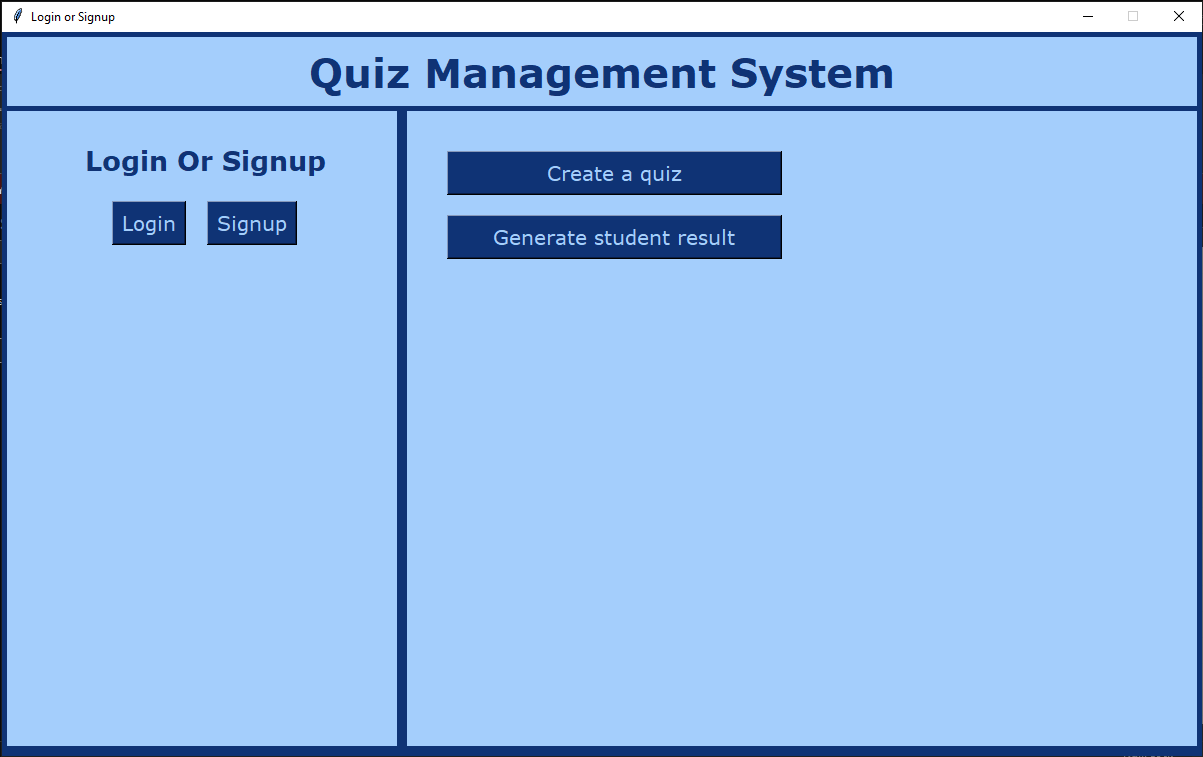 Login or Signup
Quiz Management System
Login Or Signup
Login Signup
Create a quiz
Generate student result